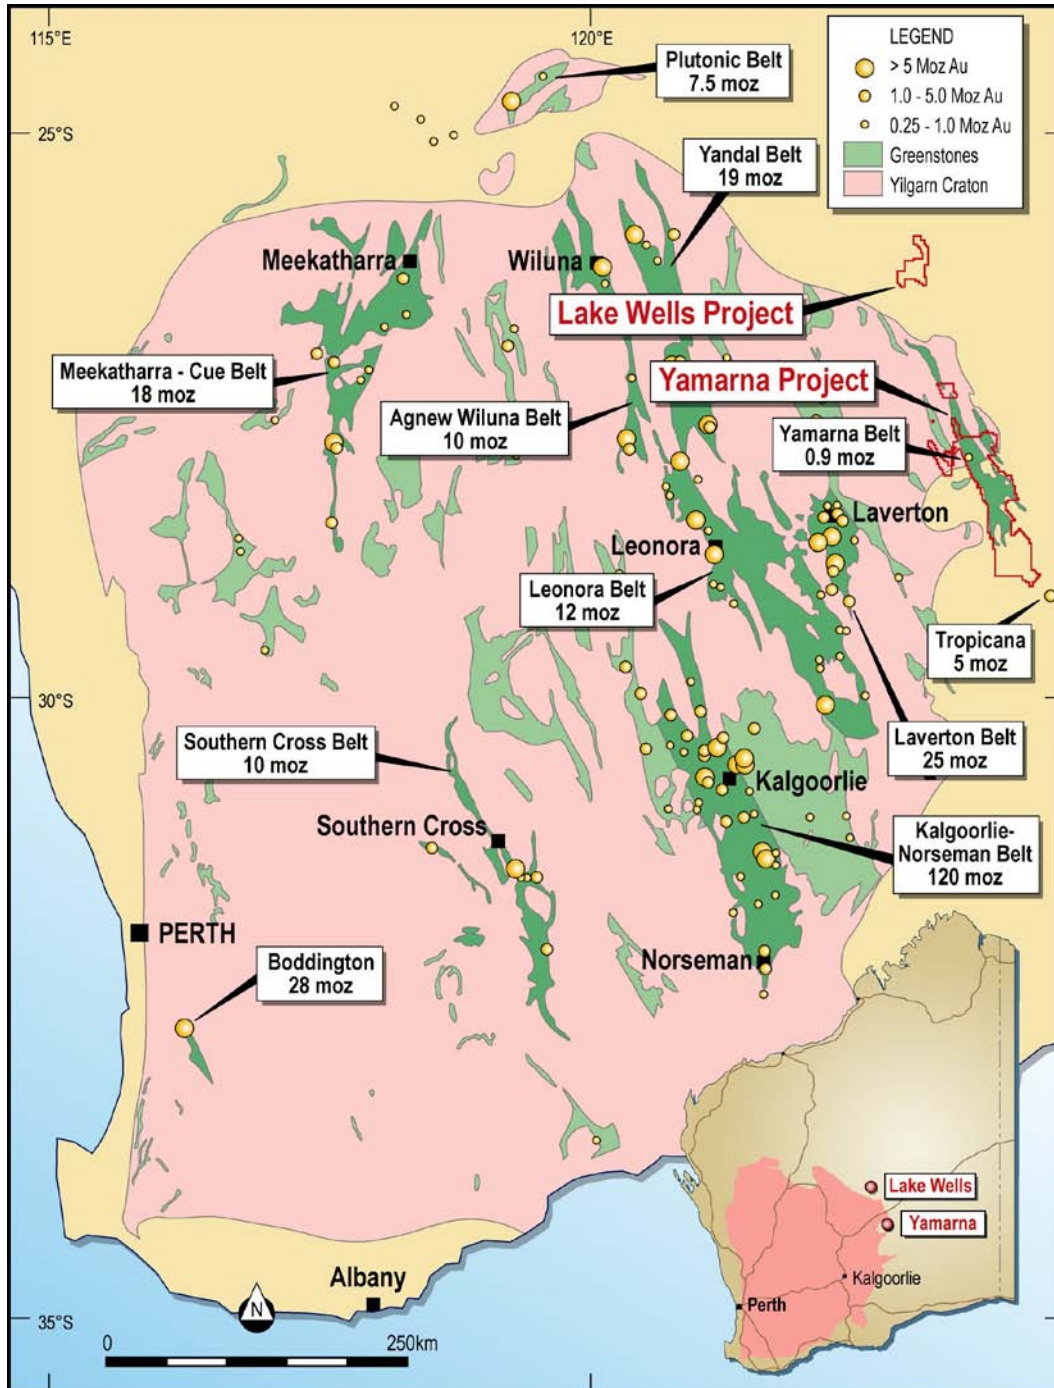 115°E
120°E
LEGEND
> 5 Moz Au
1.0 - 5.0 Moz Au
0.25 - 1.0 Moz Au
Greenstones
Yilgarn Craton
Plutonic Belt
7.5 moz
25°S
Yandal Belt
19 moz
Meekatharra
Wiluna
Lake Wells Project
Meekatharra - Cue Belt
18 moz
Yamarna Project
Agnew Wiluna Belt
10 moz
Yamarna Belt
0.9 moz
Laverton
Leonora
Leonora Belt
12 moz
Tropicana
5 moz
30°S
Southern Cross Belt
10 moz
Laverton Belt
25 moz
Kalgoorlie
Southern Cross
Kalgoorlie-
Norseman Belt
120 moz
PERTH
Boddington
28 moz
Norseman
Lake Wells
Yamarna
Kalgoorlie
Perth
Albany
N
35°S
0
250km